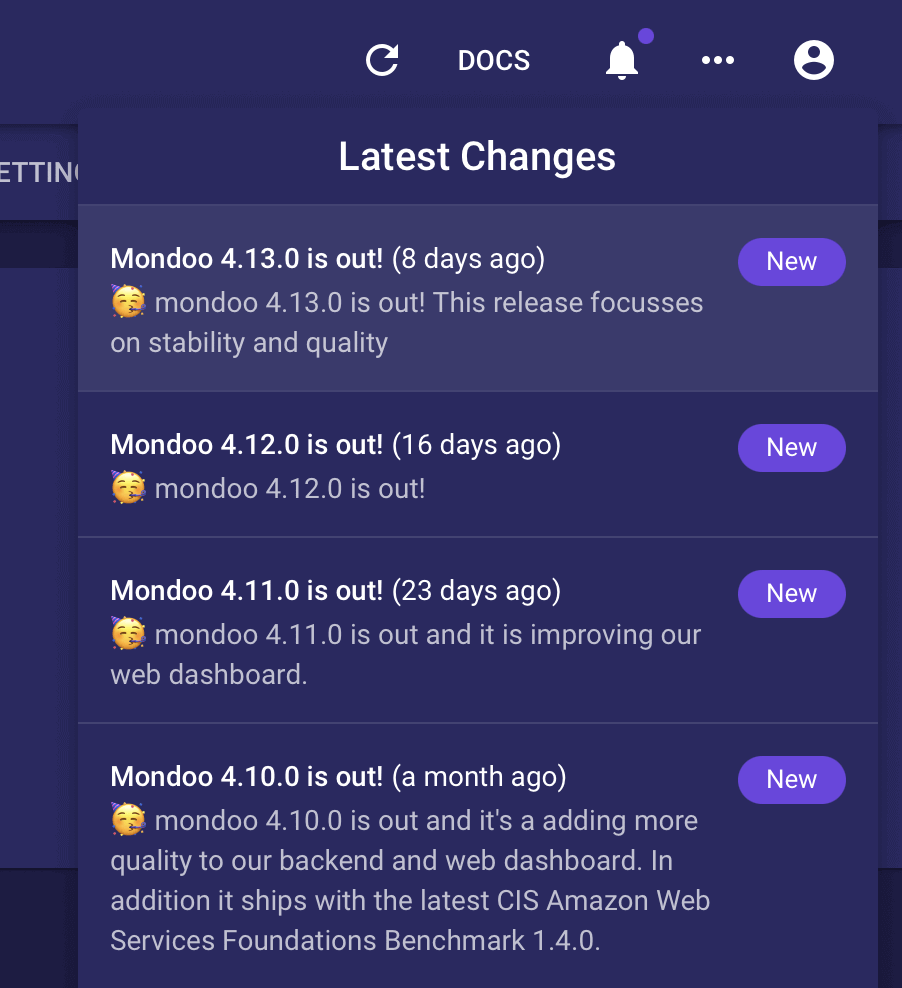 DOCS
ETTING
Latest Changes
Mondoo 4.13.0 is out! (8 days ago)
New
🥳 mondoo 4.13.0 is out! This release focusses
on stability and quality
Mondoo 4.12.0 is out! (16 days ago)
New
🥳 mondoo 4.12.0 is out!
Mondoo 4.11.0 is out! (23 days ago)
New
🥳 mondoo 4.11.0 is out and it is improving our
web dashboard.
Mondoo 4.10.0 is out! (a month ago)
New
🥳 mondoo 4.10.0 is out and it's a adding more
quality to our backend and web dashboard. In
addition it ships with the latest CIS Amazon Web
Services Foundations Benchmark 1.4.0.